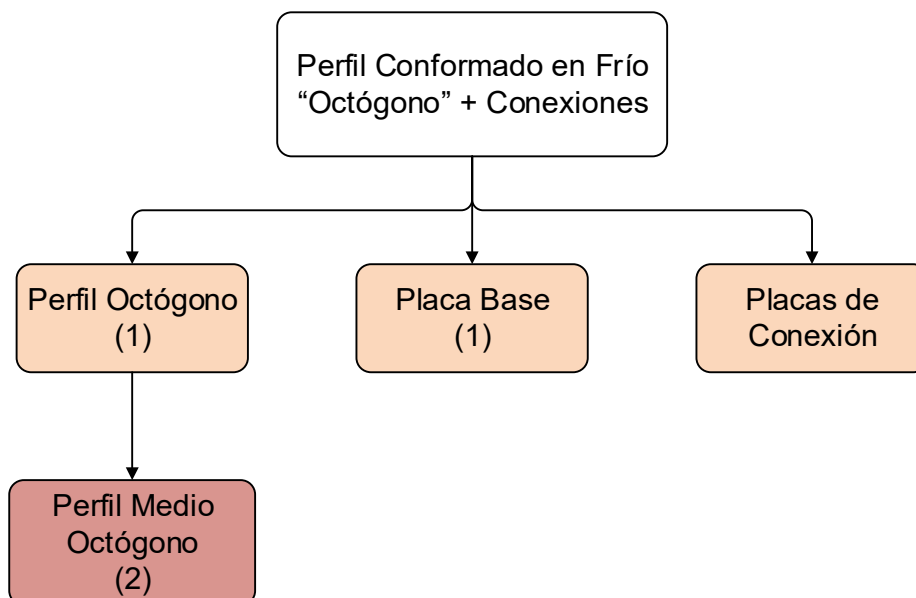 Perfil Conformado en Frío
“Octógono” + Conexiones
Perfil Octógono
(1)
Placa Base
(1)
Placas de
Conexión
Perfil Medio
Octógono
(2)